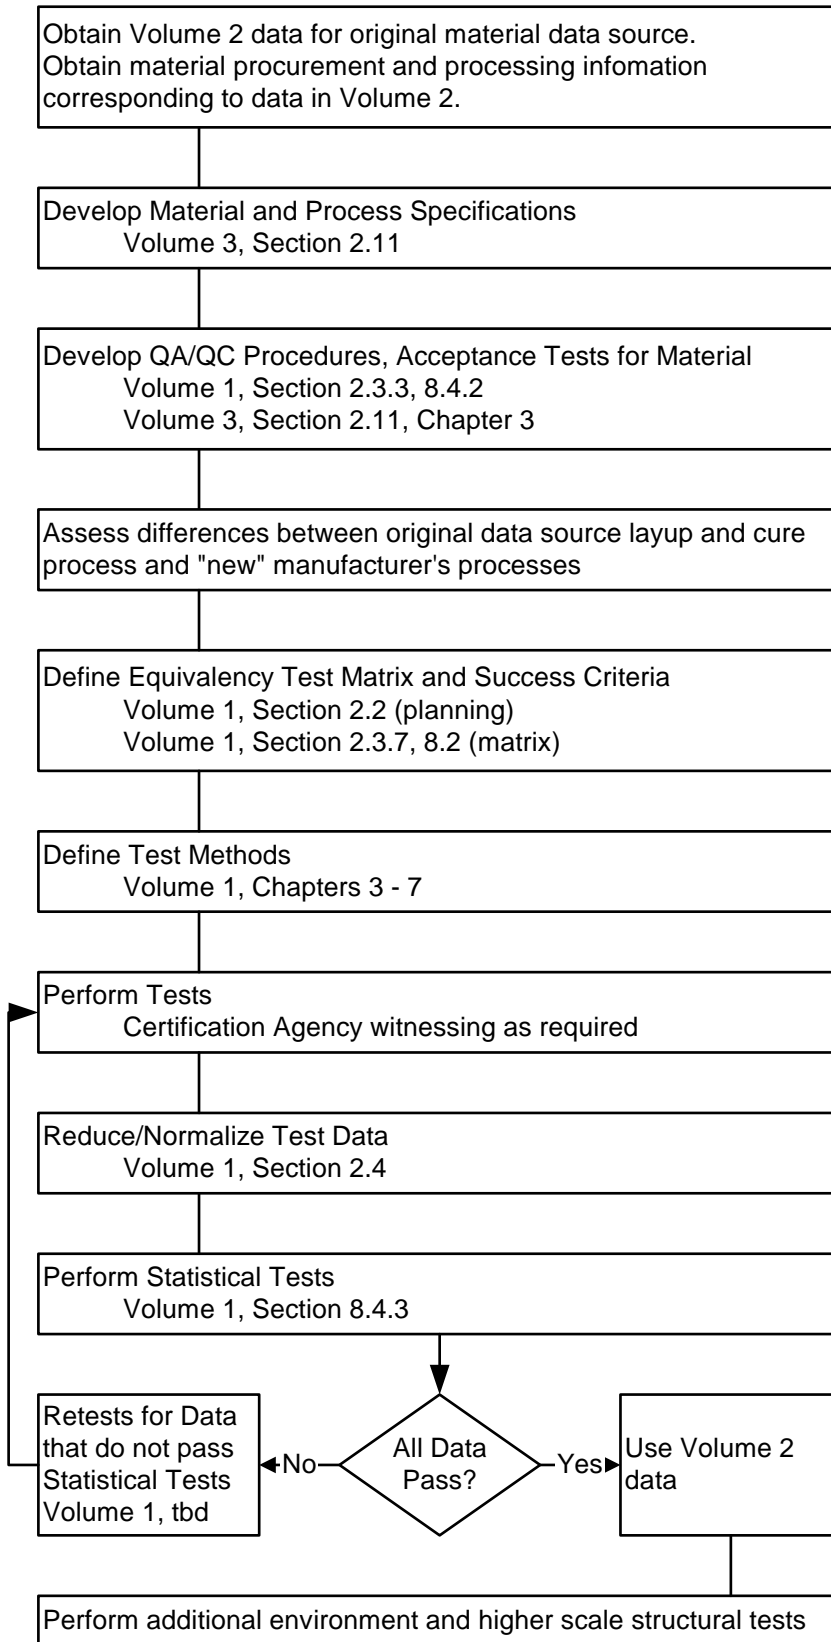 Obtain Volume 2 data for original material data source.
Obtain material procurement and processing infomation
corresponding to data in Volume 2.
Develop Material and Process Specifications
Volume 3, Section 2.11
Develop QA/QC Procedures, Acceptance Tests for Material
Volume 1, Section 2.3.3, 8.4.2
Volume 3, Section 2.11, Chapter 3
Assess differences between original data source layup and cure
process and "new" manufacturer's processes
Define Equivalency Test Matrix and Success Criteria
Volume 1, Section 2.2 (planning)
Volume 1, Section 2.3.7, 8.2 (matrix)
Define Test Methods
Volume 1, Chapters 3 - 7
Perform Tests
Certification Agency witnessing as required
Reduce/Normalize Test Data
Volume 1, Section 2.4
Perform Statistical Tests
Volume 1, Section 8.4.3
Retests for Data
that do not pass
Statistical Tests
Volume 1, tbd
No
All Data
Pass?
Yes
Use Volume 2
data
Perform additional environment and higher scale structural tests